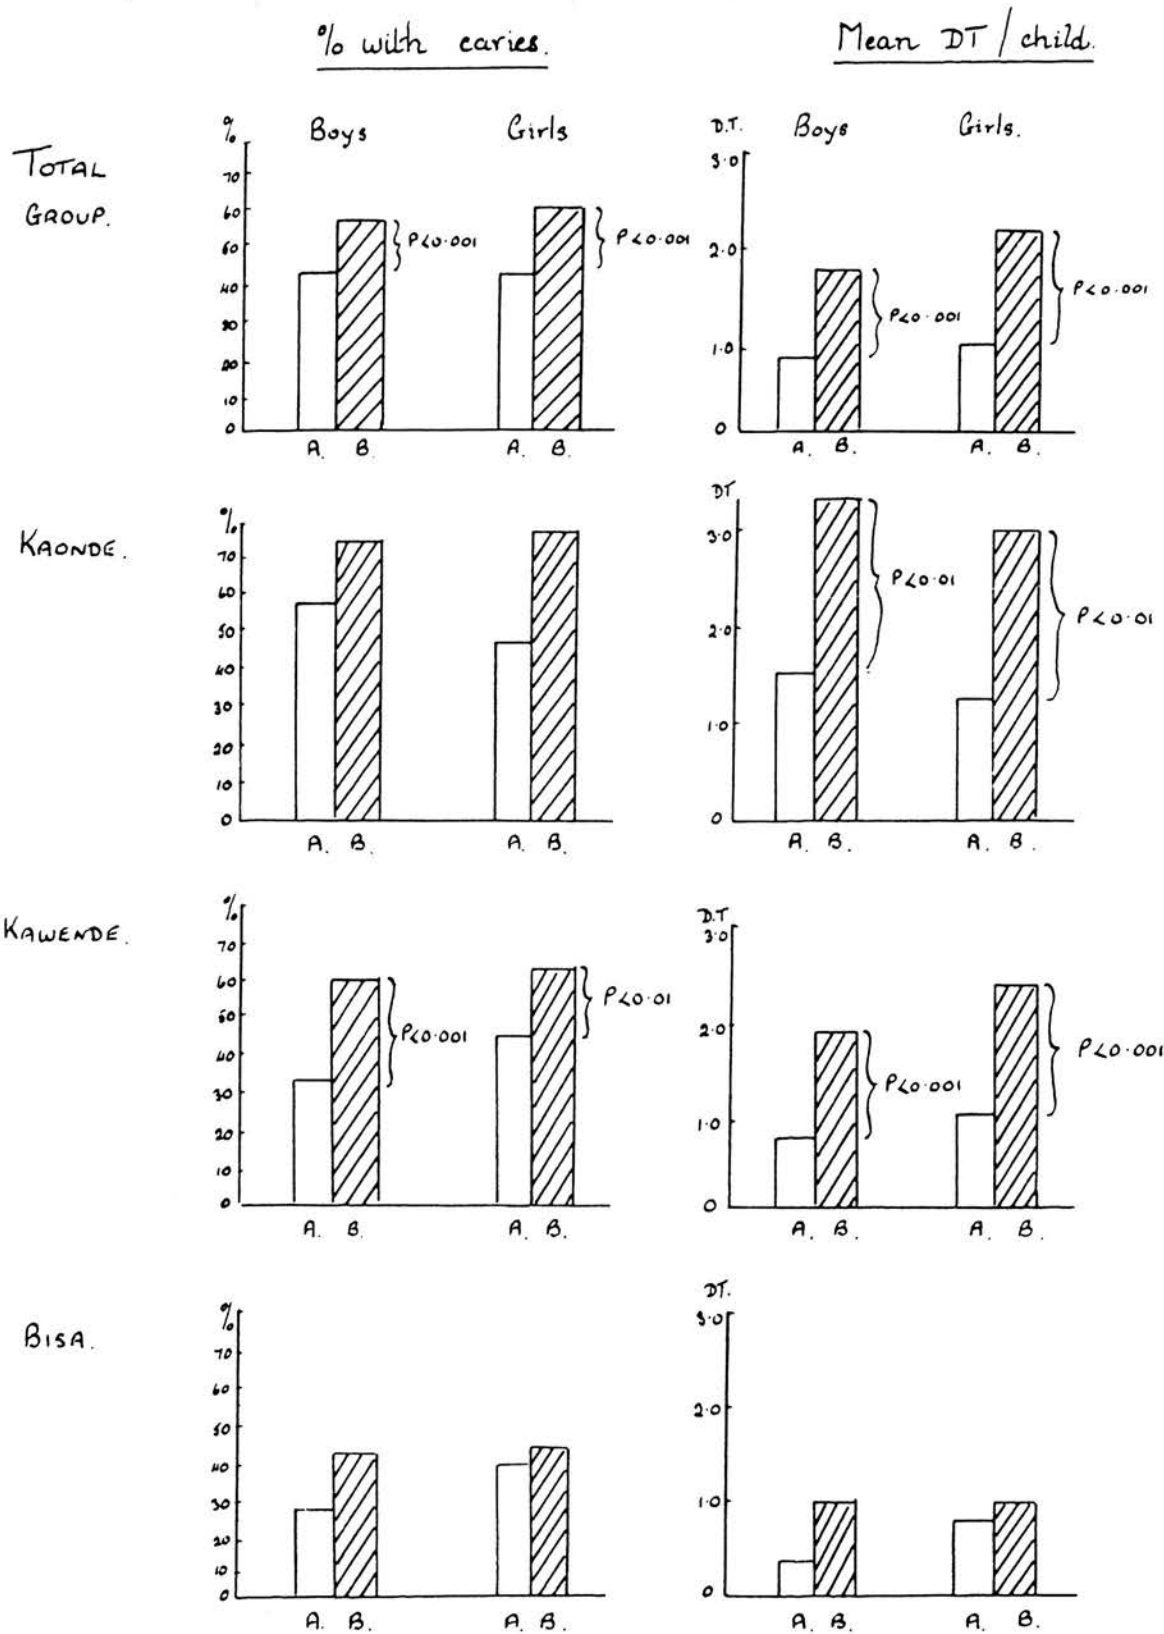 % with caries.
Mean DT / child.
TOTAL GROUP.
%
Boys
Girls
70
60
50
40
30
20
10
0
P<0.001
P<0.001
A. B.
A. B.
D.T.
Boys
Girls.
3.0
2.0
1.0
0
P<0.001
P<0.001
A. B.
A. B.
KAONDE.
%
70
60
50
40
30
20
10
0
A. B.
A. B.
DT
3.0
2.0
1.0
0
P<0.01
P<0.01
A. B.
A. B.
KAWENDE.
%
70
60
50
40
30
20
10
0
P<0.001
P<0.01
A. B.
A. B.
D.T
3.0
2.0
1.0
0
P<0.001
P<0.001
A. B.
A. B.
BISA.
%
70
60
50
40
30
20
10
0
A. B.
A. B.
DT.
3.0
2.0
1.0
0
A. B.
A. B.